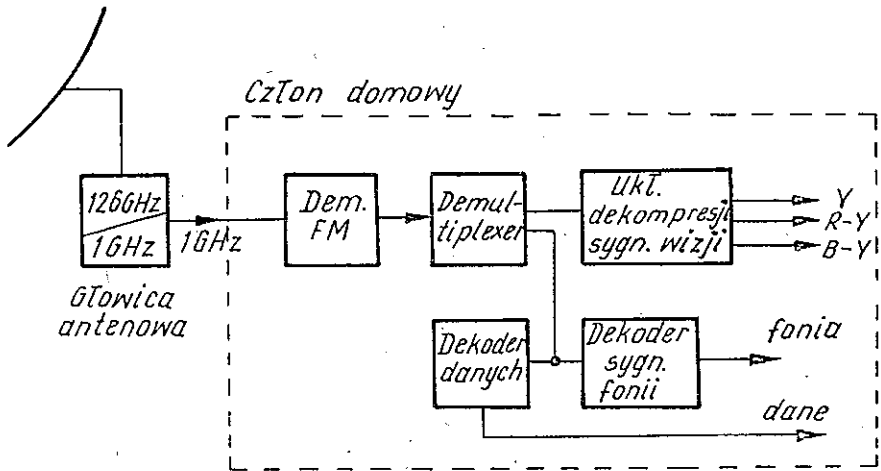 Człon domowy
126GHz
1GHz
1GHz
Głowica
antenowa
Dem.
FM
Demul-
tiplexer
Ukł.
dekompresji
sygn. wizji
Y
R-Y
B-Y
Dekoder
danych
Dekoder
sygn.
fonii
fonia
dane